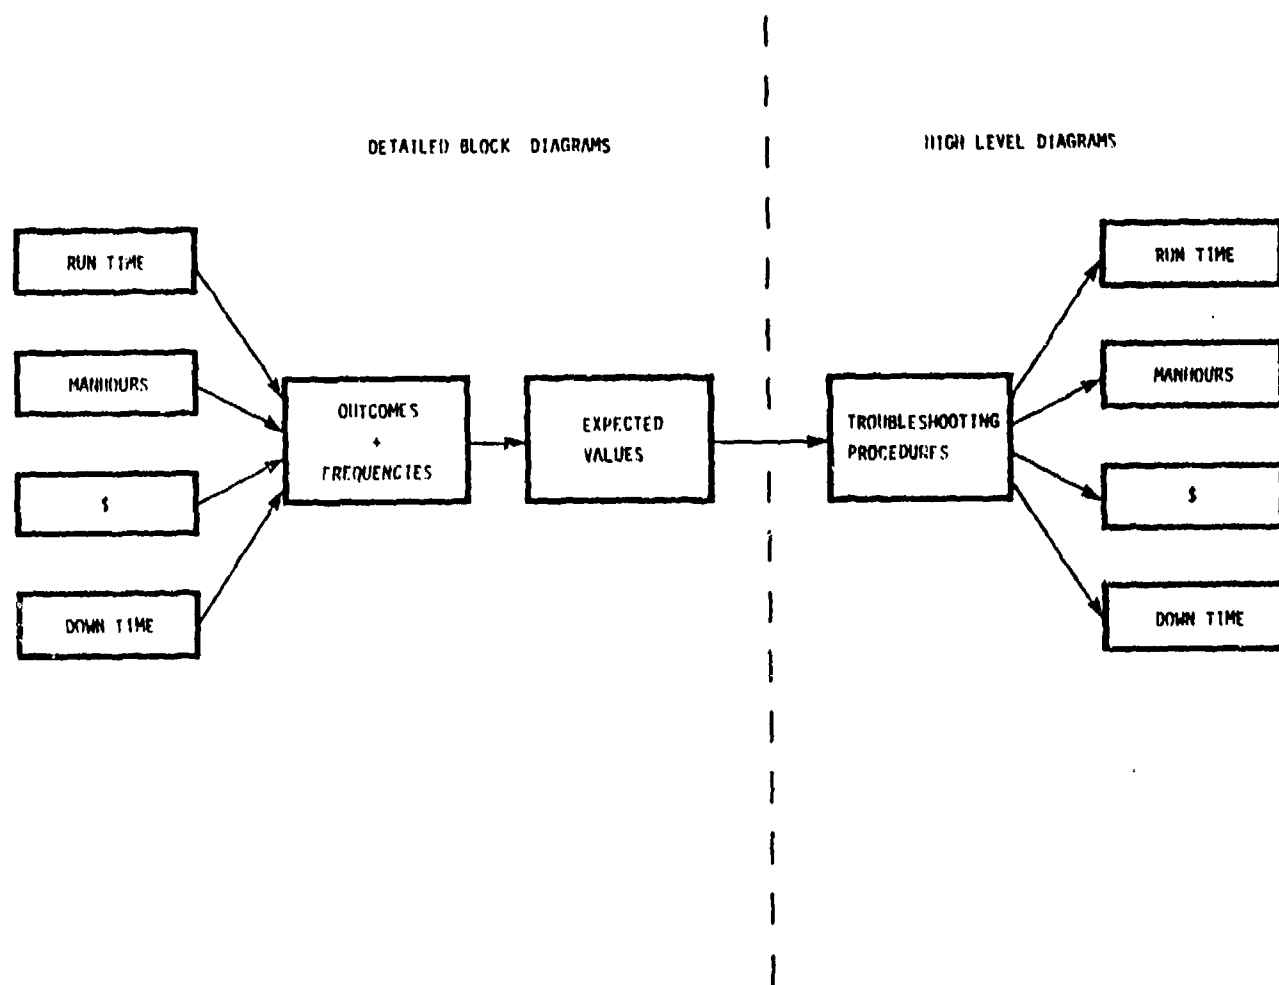 DETAILED BLOCK DIAGRAMS
HIGH LEVEL DIAGRAMS
RUN TIME
MANHOURS
$
DOWN TIME
OUTCOMES
+
FREQUENCIES
EXPECTED
VALUES
TROUBLESHOOTING
PROCEDURES
RUN TIME
MANHOURS
$
DOWN TIME